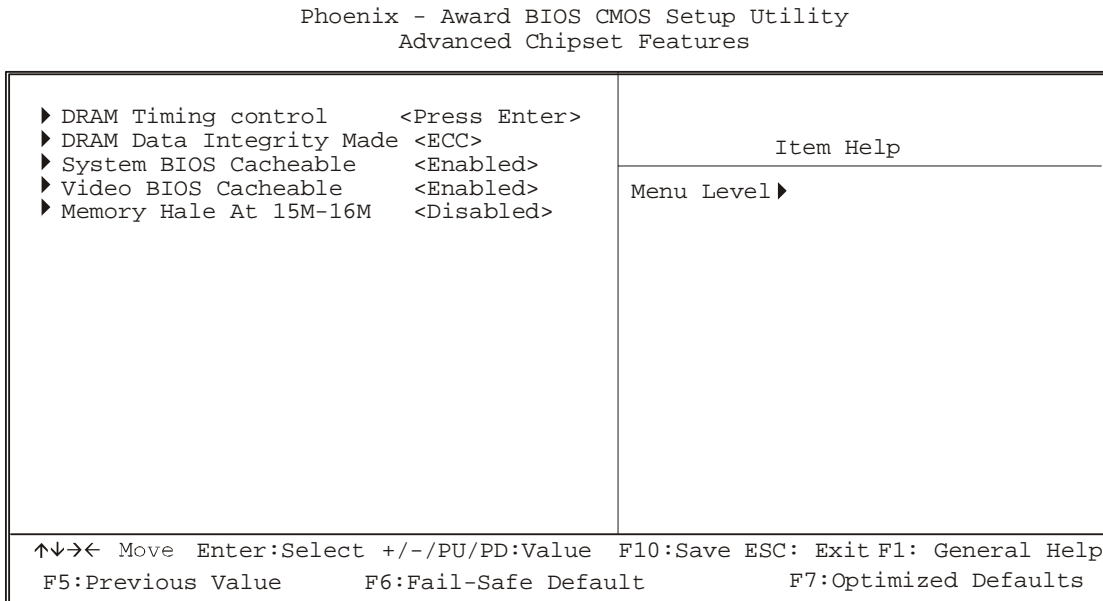 Phoenix - Award BIOS CMOS Setup Utility
Advanced Chipset Features
DRAM Timing control <Press Enter>
DRAM Data Integrity Made <ECC>
System BIOS Cacheable <Enabled>
Video BIOS Cacheable <Enabled>
Memory Hale At 15M-16M <Disabled>
Item Help
Menu Level
↑↓→← Move Enter:Select +/-/PU/PD:Value F10:Save ESC: Exit F1: General Help
F5:Previous Value F6:Fail-Safe Default F7:Optimized Defaults